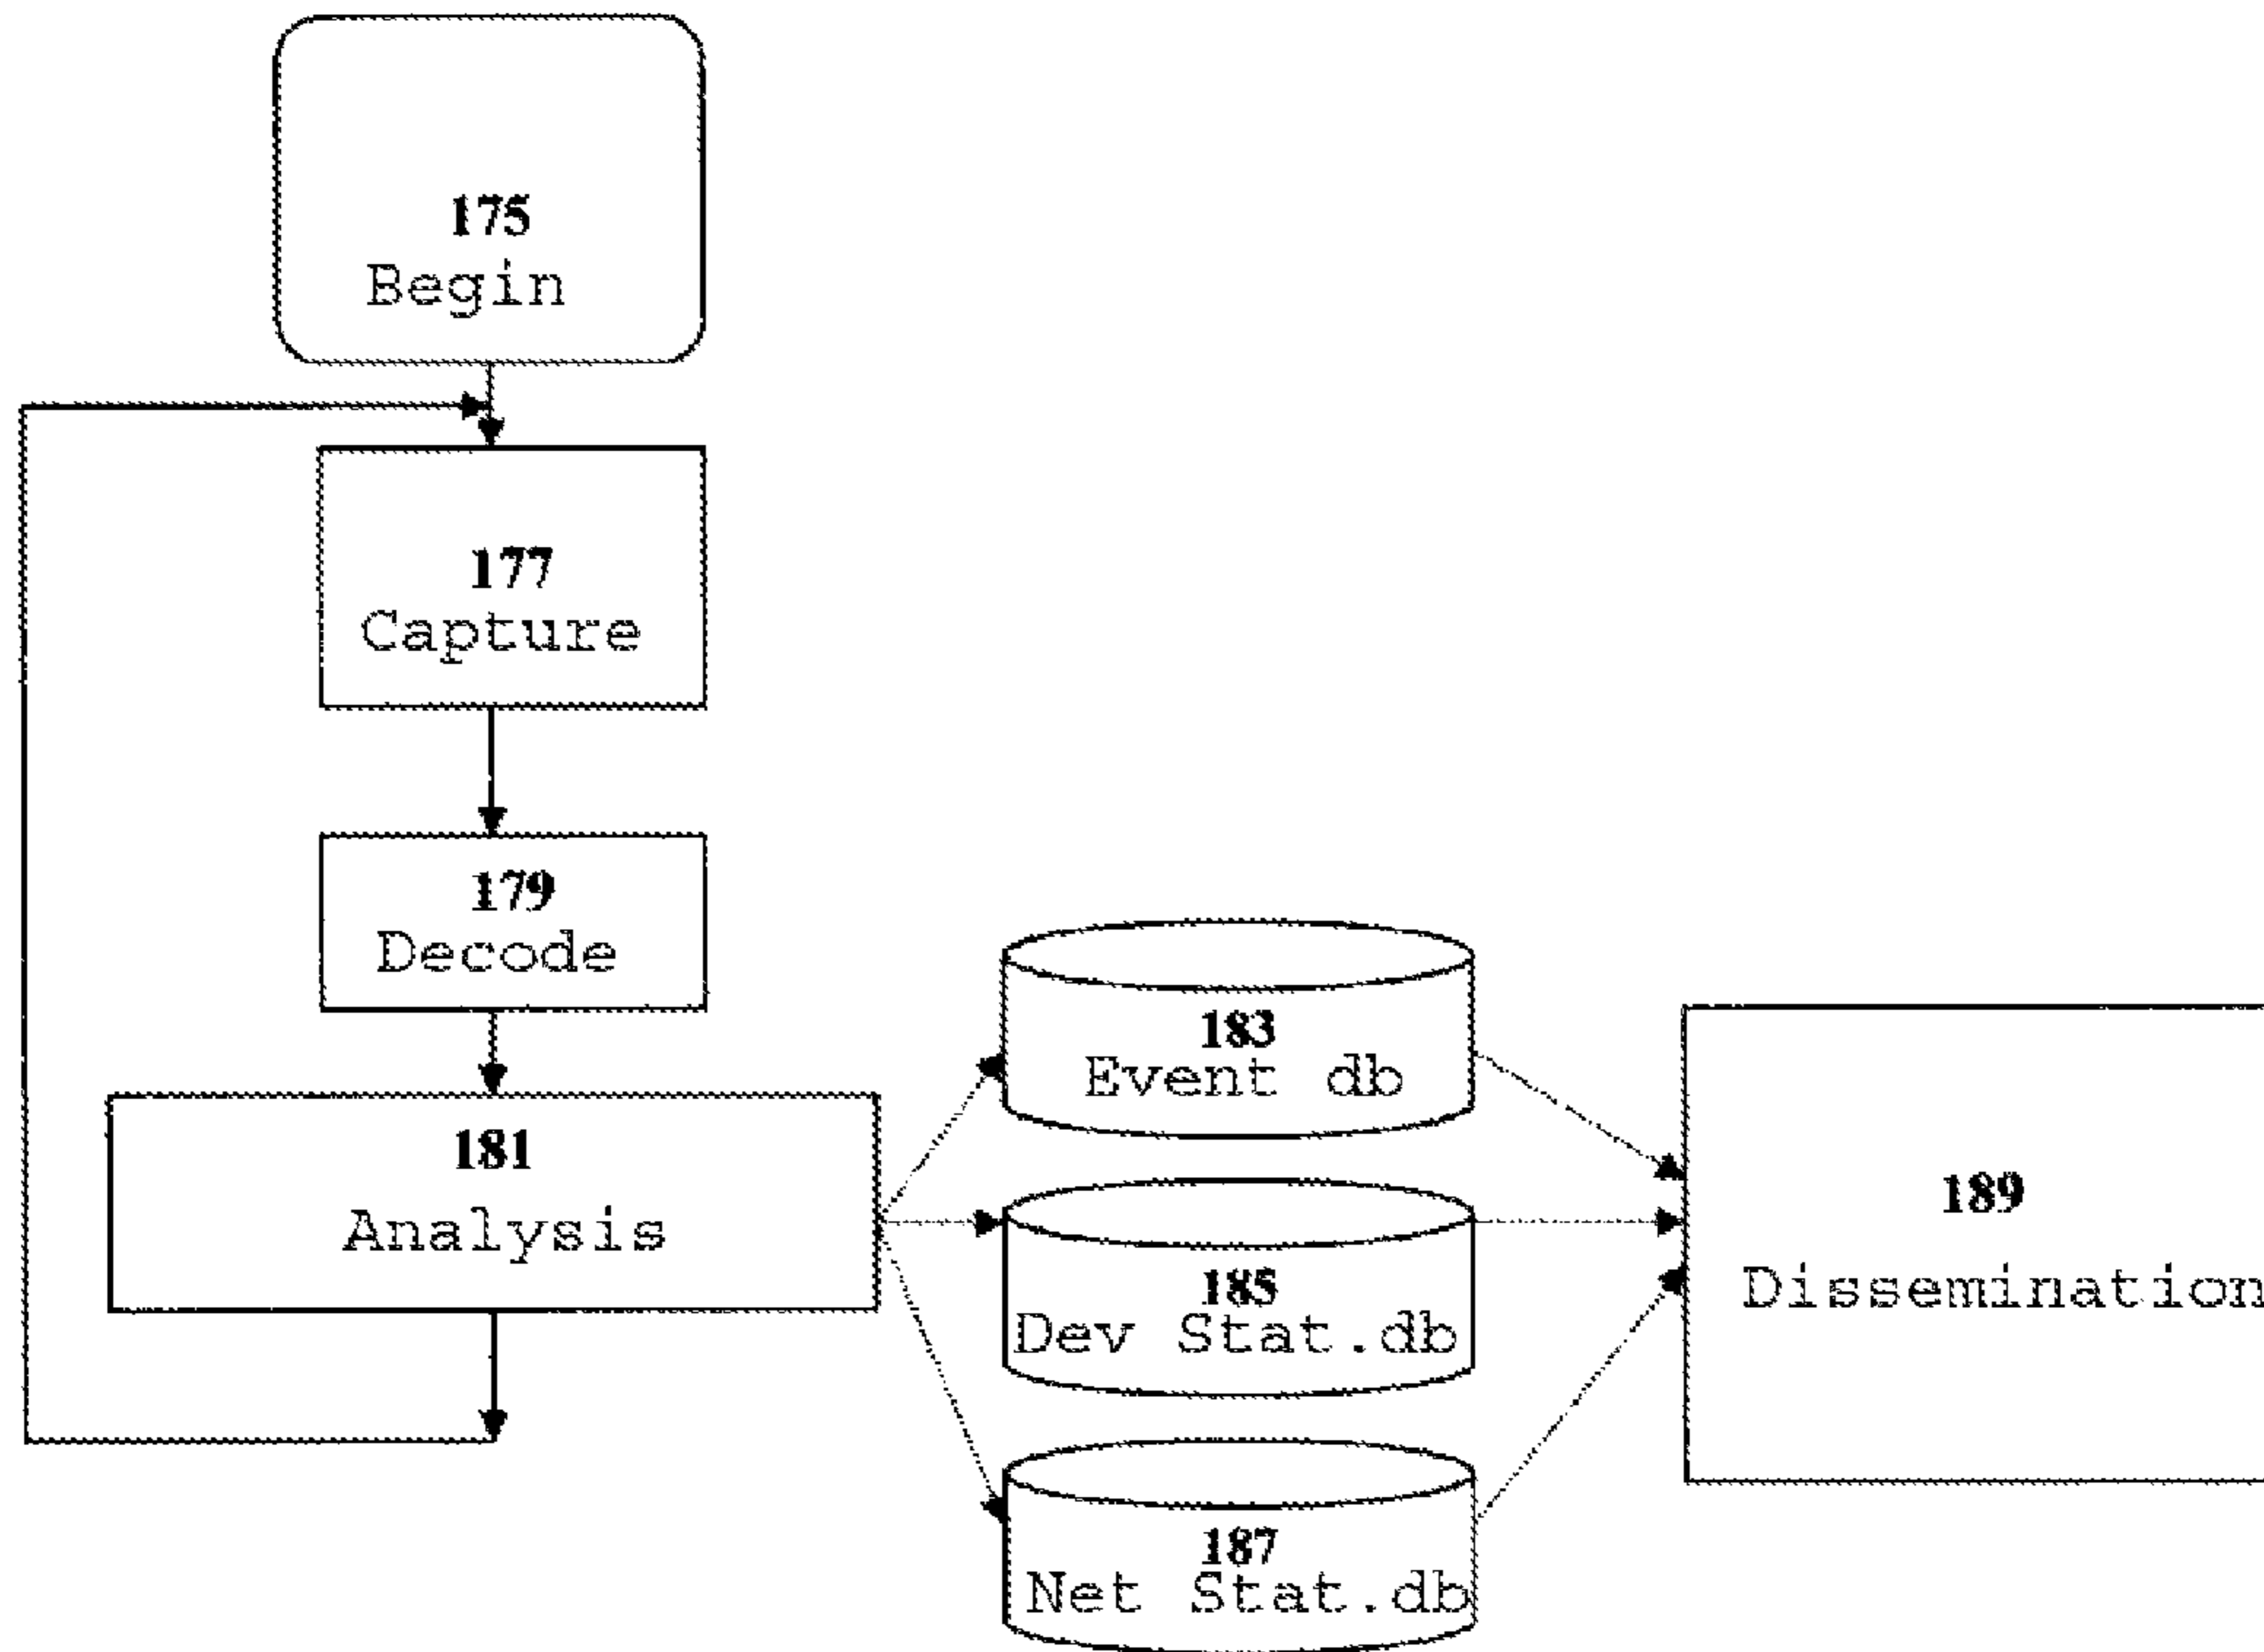 175
Begin
177
Capture
179
Decode
181
Analysis
183
Event db
185
Dev Stat.db
187
Net Stat.db
189
Dissemination